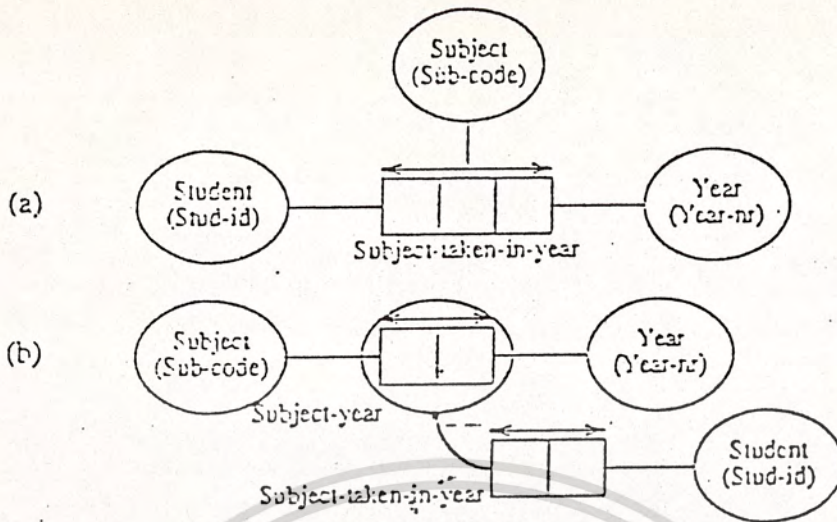 Subject
(Sub-code)
(a)
Student
(Stud-id)
Year
(Year-nr)
Subject-taken-in-year
(b)
Subject
(Sub-code)
Year
(Year-nr)
Subject-year
Student
(Stud-id)
Subject-taken-in-year